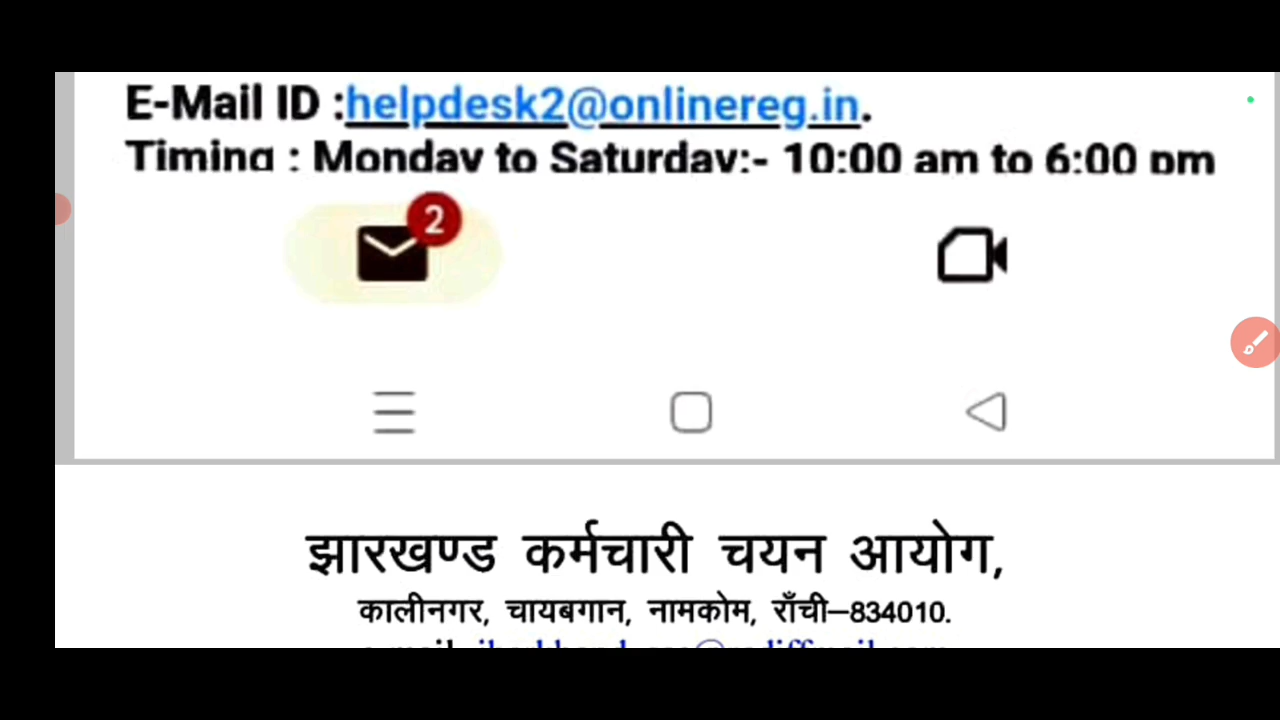 E-Mail ID :helpdesk2@onlinereg.in.
Timing : Monday to Saturday:- 10:00 am to 6:00 pm
2
झारखण्ड कर्मचारी चयन आयोग,
कालीनगर, चायबगान, नामकोम, राँची–834010.